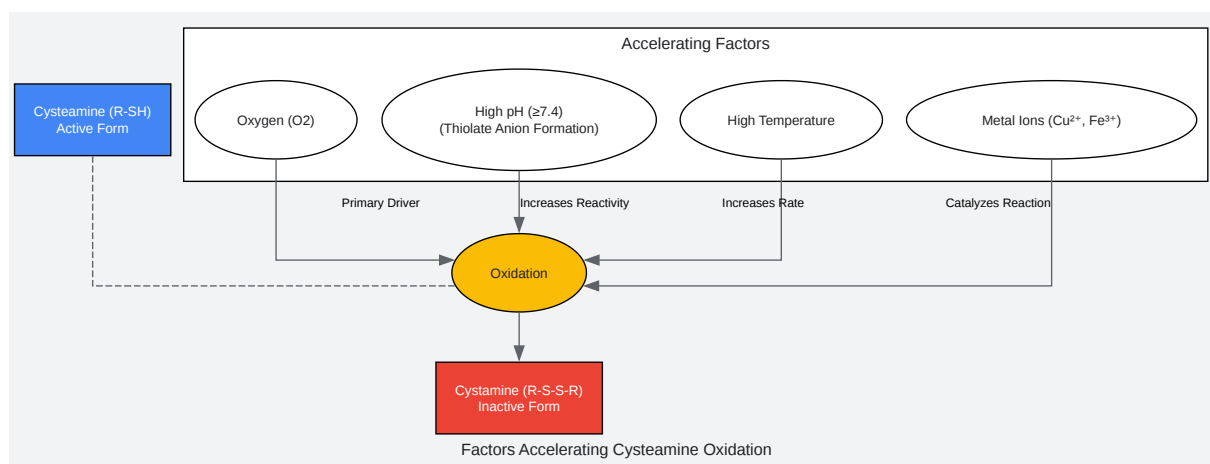 Accelerating Factors
Cysteamine (R-SH)
Active Form
Oxygen (O2)
High pH (≥7.4)
(Thiolate Anion Formation)
High Temperature
Metal Ions (Cu²⁺, Fe³⁺)
Primary Driver
Increases Reactivity
Increases Rate
Catalyzes Reaction
Oxidation
Cystamine (R-S-S-R)
Inactive Form
Factors Accelerating Cysteamine Oxidation